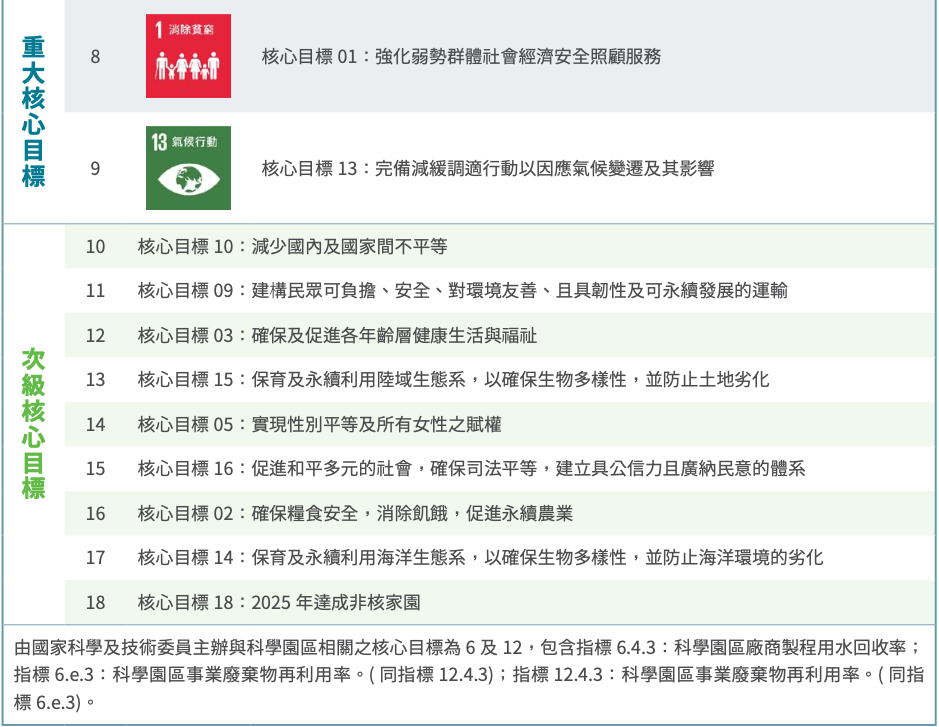 重大核心目標
8
1 消除貧窮
核心目標 01：強化弱勢群體社會經濟安全照顧服務
9
13 氣候行動
核心目標 13：完備減緩調適行動以因應氣候變遷及其影響
次級核心目標
10 核心目標 10：減少國內及國家間不平等
11 核心目標 09：建構民眾可負擔、安全、對環境友善、且具韌性及可永續發展的運輸
12 核心目標 03：確保及促進各年齡層健康生活與福祉
13 核心目標 15：保育及永續利用陸域生態系，以確保生物多樣性，並防止土地劣化
14 核心目標 05：實現性別平等及所有女性之賦權
15 核心目標 16：促進和平多元的社會，確保司法平等，建立具公信力且廣納民意的體系
16 核心目標 02：確保糧食安全，消除飢餓，促進永續農業
17 核心目標 14：保育及永續利用海洋生態系，以確保生物多樣性，並防止海洋環境的劣化
18 核心目標 18：2025 年達成非核家園
由國家科學及技術委員主辦與科學園區相關之核心目標為 6 及 12，包含指標 6.4.3：科學園區廠商製程用水回收率；
指標 6.e.3：科學園區事業廢棄物再利用率。( 同指標 12.4.3)；指標 12.4.3：科學園區事業廢棄物再利用率。( 同指
標 6.e.3)。